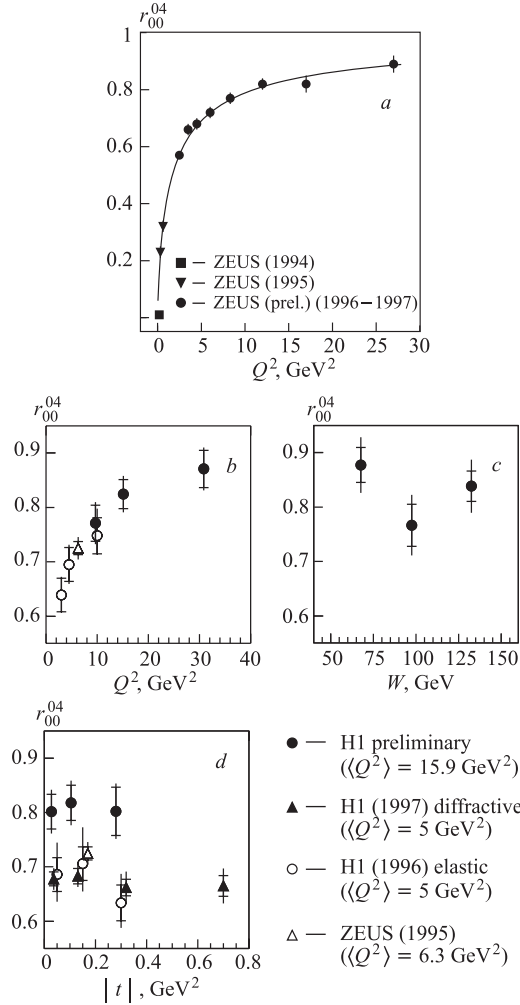 r_{00}^{04}
1
0.8
0.6
0.4
0.2
a
■ — ZEUS (1994)
▼ — ZEUS (1995)
● — ZEUS (prel.) (1996–1997)
0 5 10 15 20 25 30
Q², GeV²
r_{00}^{04}
0.9
0.8
0.7
0.6
b
0 10 20 30 40
Q², GeV²
r_{00}^{04}
0.9
0.8
0.7
0.6
c
50 75 100 125 150
W, GeV
r_{00}^{04}
0.9
0.8
0.7
0.6
d
0 0.2 0.4 0.6 0.8
|t|, GeV²
● — H1 preliminary
(⟨Q²⟩ = 15.9 GeV²)
▲ — H1 (1997) diffractive
(⟨Q²⟩ = 5 GeV²)
○ — H1 (1996) elastic
(⟨Q²⟩ = 5 GeV²)
△ — ZEUS (1995)
(⟨Q²⟩ = 6.3 GeV²)